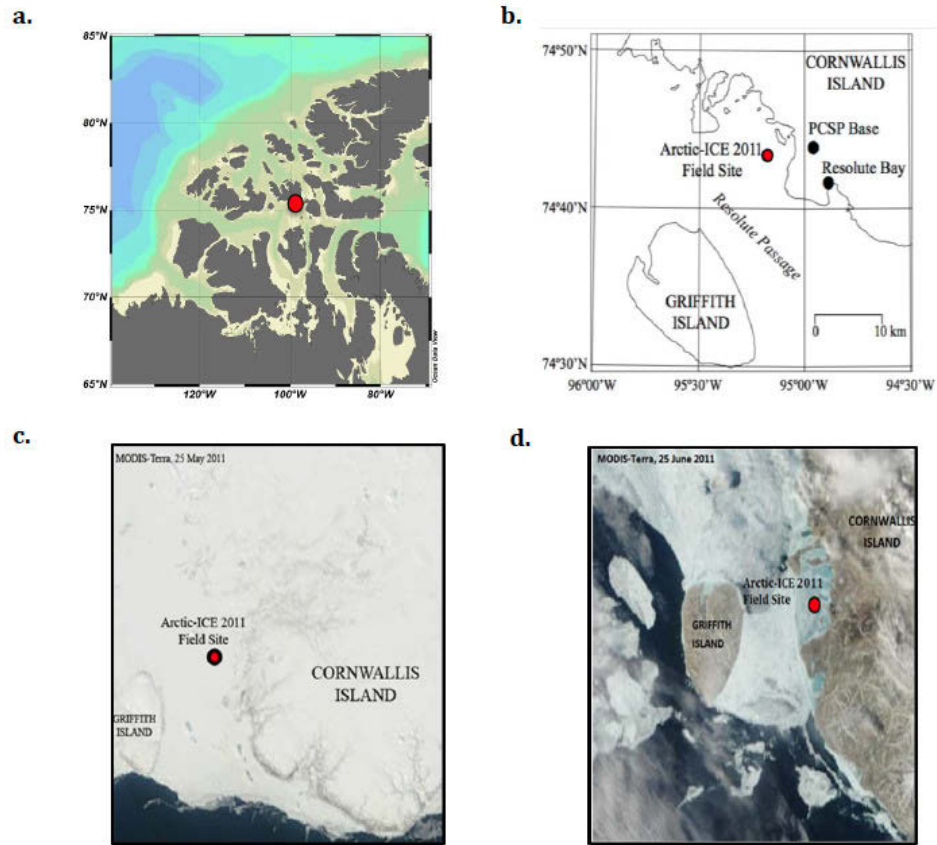 a.
85°N
80°N
75°N
70°N
65°N
120°W
100°W
80°W
Ocean Data View
b.
74°50'
74°40'
74°30'
96°00'
95°30'
95°00'
94°30'
CORNWALLIS
ISLAND
PCSP Base
Arctic-ICE 2011
Field Site
Resolute Bay
Resolute Passage
GRIFFITH
ISLAND
0 10 km
c.
MODIS-Terra, 25 May 2011
Arctic-ICE 2011
Field Site
CORNWALLIS
ISLAND
GRIFFITH
ISLAND
d.
MODIS-Terra, 25 June 2011
CORNWALLIS
ISLAND
Arctic-ICE 2011
Field Site
GRIFFITH
ISLAND